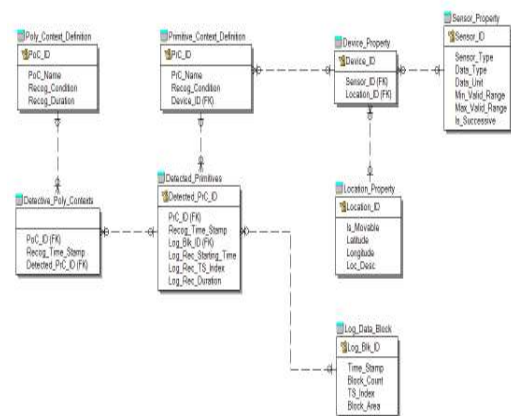 Poly_Context_Definition
PoC_ID
PoC_Name
Recog_Condition
Recog_Duration
Primitive_Context_Definition
PrC_ID
PrC_Name
Recog_Condition
Device_ID (FK)
Device_Property
Device_ID
Sensor_ID (FK)
Location_ID (FK)
Sensor_Property
Sensor_ID
Sensor_Type
Data_Type
Data_Unit
Min_Valid_Range
Max_Valid_Range
Is_Successive
Detective_Poly_Contexts
PoC_ID (FK)
Recog_Time_Stamp
Detected_PrC_ID (FK)
Detected_Primitives
Detected_PrC_ID
PrC_ID (FK)
Recog_Time_Stamp
Log_Blk_ID (FK)
Log_Rec_Starting_Time
Log_Rec_TS_Index
Log_Rec_Duration
Location_Property
Location_ID
Is_Movable
Latitude
Longitude
Loc_Desc
Log_Data_Block
Log_Blk_ID
Time_Stamp
Block_Count
TS_Index
Block_Area